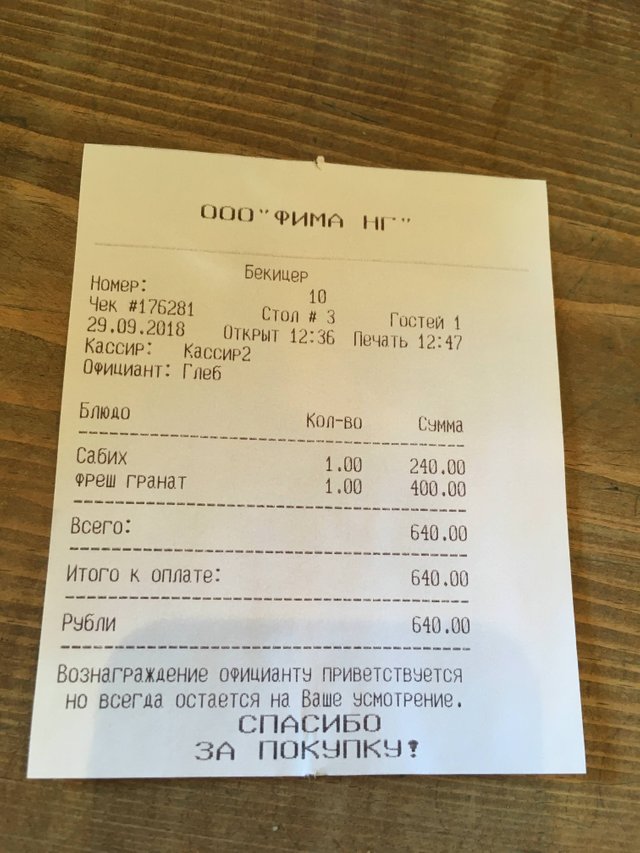 ООО"ФИМА НГ"
Бекицер
Номер: 10
Чек #176281 Стол # 3 Гостей 1
29.09.2018 Открыт 12:36 Печать 12:47
Кассир: Кассир2
Официант: Глеб
Блюдо Кол-во Сумма
Сабих 1.00 240.00
Фреш гранат 1.00 400.00
Всего: 640.00
Итого к оплате: 640.00
Рубли 640.00
Вознаграждение официанту приветствуется
но всегда остается на Ваше усмотрение.
СПАСИБО
ЗА ПОКУПКУ!